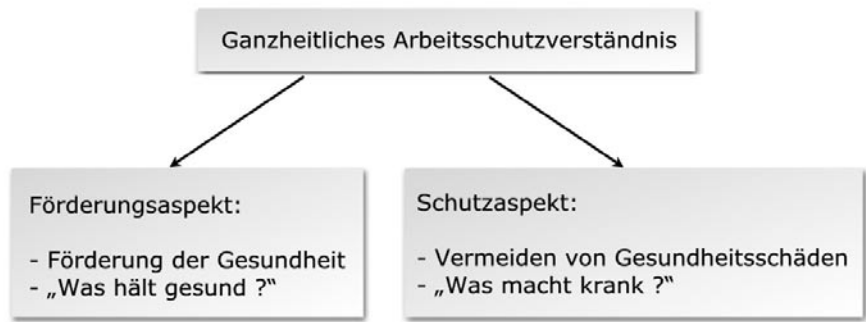 Ganzheitliches Arbeitsschutzverständnis
Förderungsaspekt:
- Förderung der Gesundheit
- „Was hält gesund ?“
Schutzaspekt:
- Vermeiden von Gesundheitsschäden
- „Was macht krank ?“